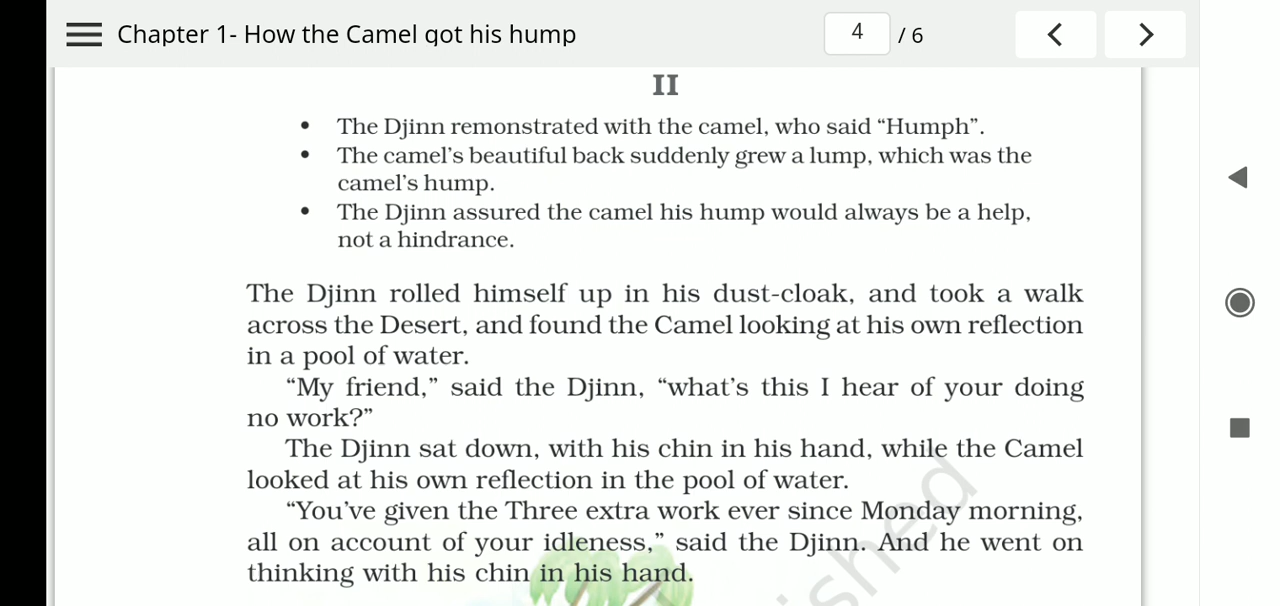 Chapter 1- How the Camel got his hump
4 / 6
II
• The Djinn remonstrated with the camel, who said “Humph”.
• The camel’s beautiful back suddenly grew a lump, which was the
camel’s hump.
• The Djinn assured the camel his hump would always be a help,
not a hindrance.
The Djinn rolled himself up in his dust-cloak, and took a walk
across the Desert, and found the Camel looking at his own reflection
in a pool of water.
“My friend,” said the Djinn, “what’s this I hear of your doing
no work?”
The Djinn sat down, with his chin in his hand, while the Camel
looked at his own reflection in the pool of water.
“You’ve given the Three extra work ever since Monday morning,
all on account of your idleness,” said the Djinn. And he went on
thinking with his chin in his hand.